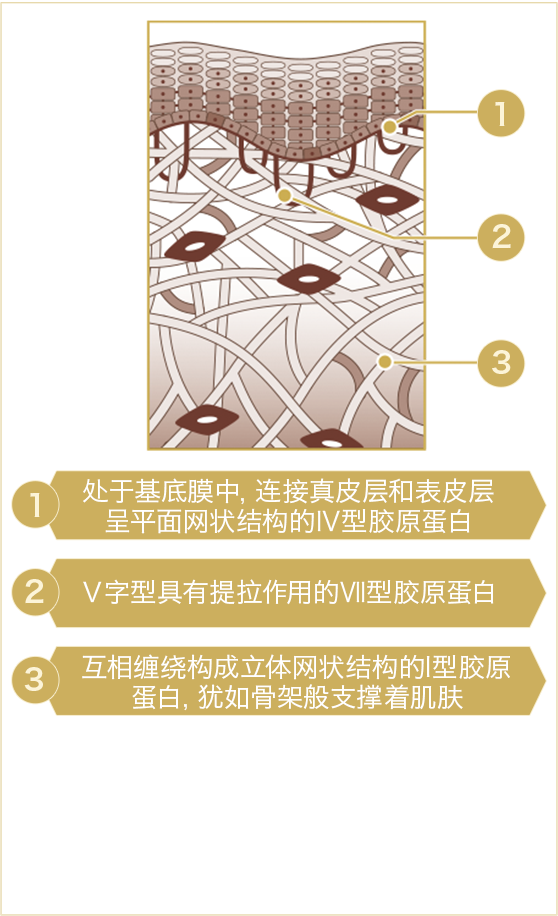 1
2
3
1
处于基底膜中, 连接真皮层和表皮层
呈平面网状结构的IV型胶原蛋白
2
V字型具有提拉作用的VII型胶原蛋白
3
互相缠绕构成立体网状结构的I型胶原
蛋白, 犹如骨架般支撑着肌肤